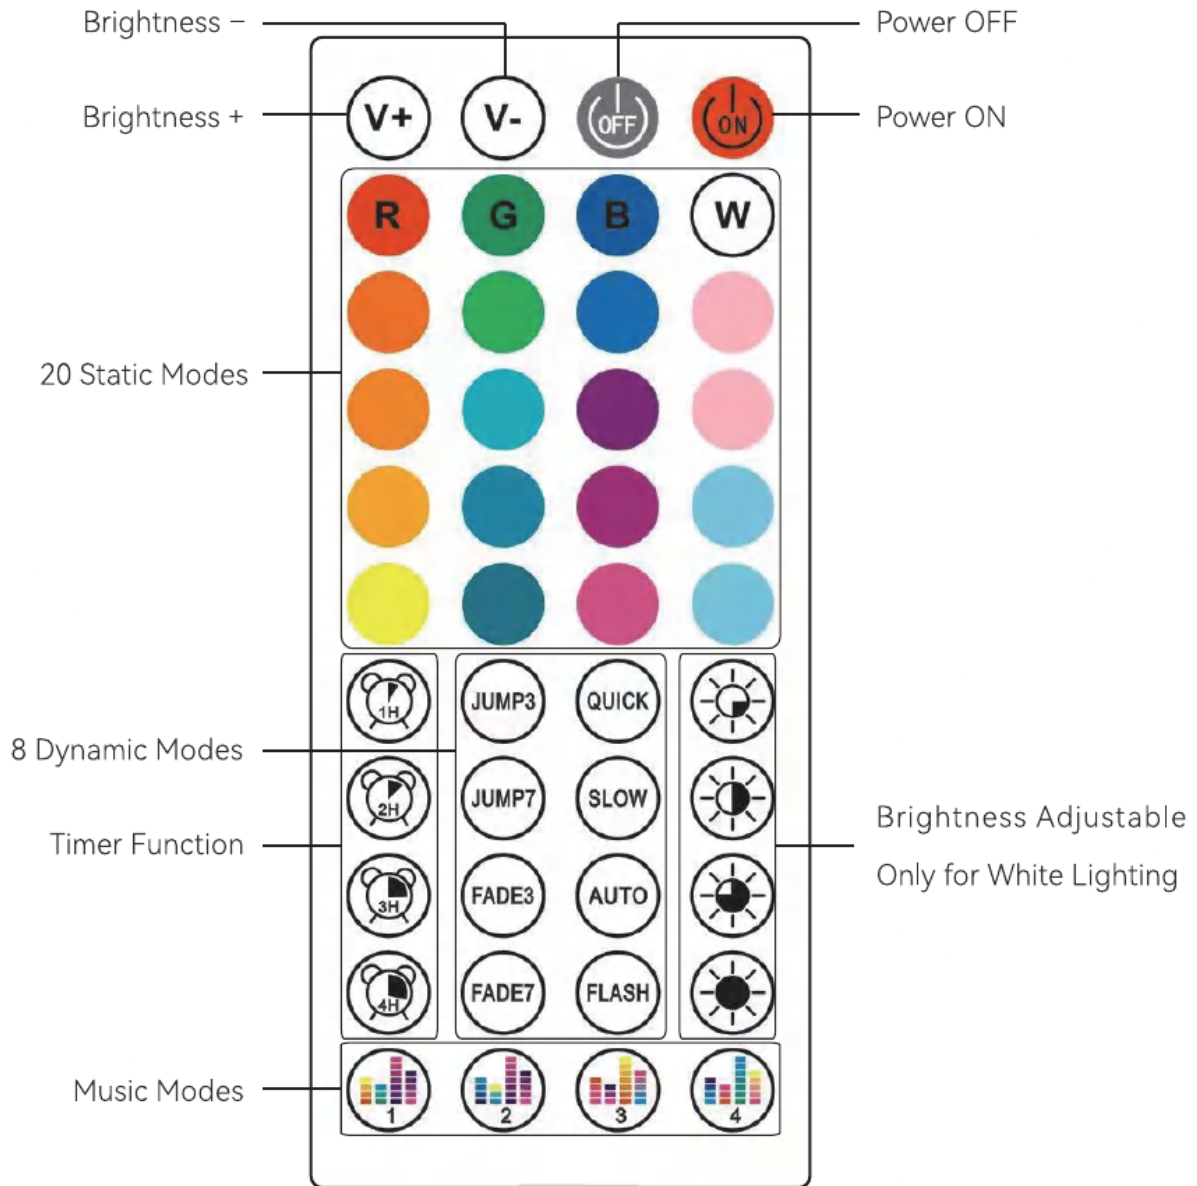 Brightness –
Power OFF
Brightness +
V+
V-
OFF
ON
Power ON
R
G
B
W
20 Static Modes
1H
JUMP3
QUICK
8 Dynamic Modes
2H
JUMP7
SLOW
Timer Function
Brightness Adjustable
Only for White Lighting
3H
FADE3
AUTO
4H
FADE7
FLASH
Music Modes
1
2
3
4